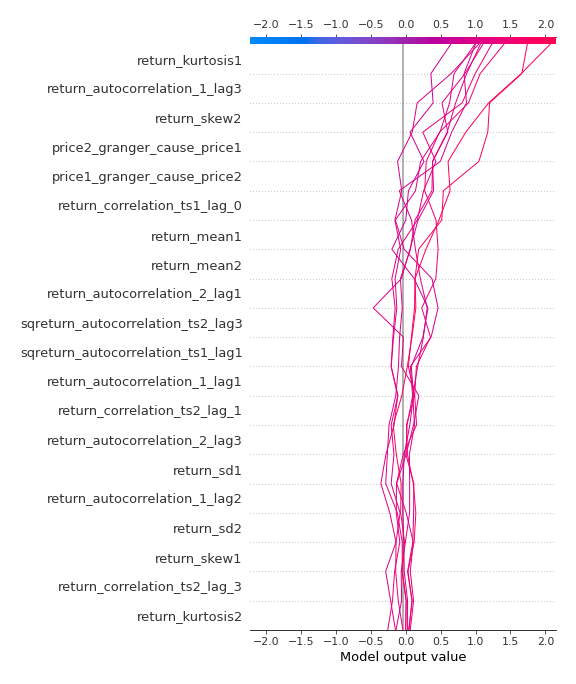 −2.0 −1.5 −1.0 −0.5 0.0 0.5 1.0 1.5 2.0
return_kurtosis1
return_autocorrelation_1_lag3
return_skew2
price2_granger_cause_price1
price1_granger_cause_price2
return_correlation_ts1_lag_0
return_mean1
return_mean2
return_autocorrelation_2_lag1
sqreturn_autocorrelation_ts2_lag3
sqreturn_autocorrelation_ts1_lag1
return_autocorrelation_1_lag1
return_correlation_ts2_lag_1
return_autocorrelation_2_lag3
return_sd1
return_autocorrelation_1_lag2
return_sd2
return_skew1
return_correlation_ts2_lag_3
return_kurtosis2
−2.0 −1.5 −1.0 −0.5 0.0 0.5 1.0 1.5 2.0
Model output value